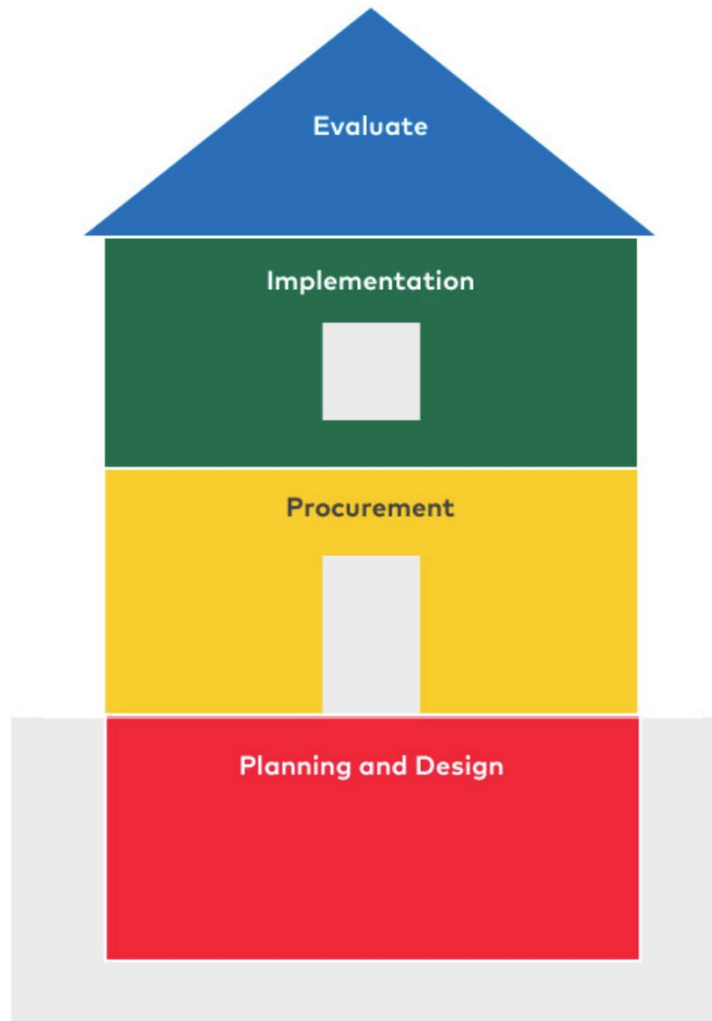 Evaluate
Implementation
Procurement
Planning and Design